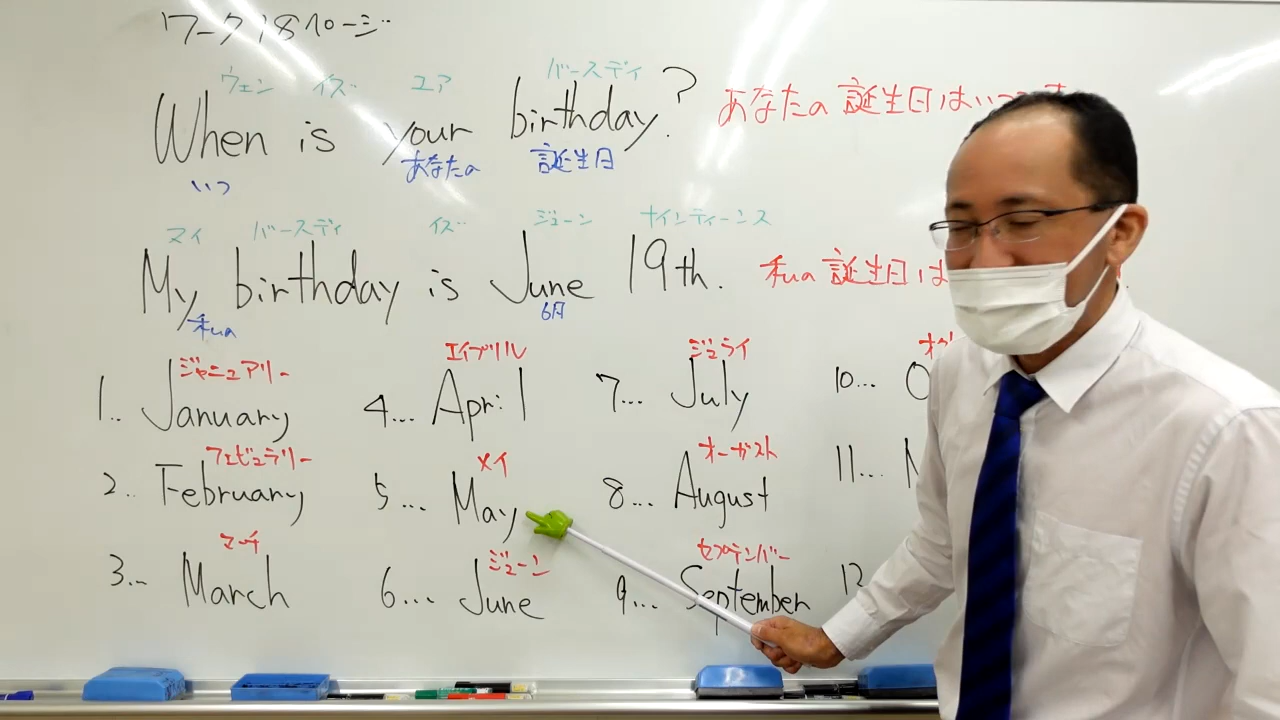 ワーク18ページ
ウェン イズ ユア バースディ
When is your birthday? あなたの誕生日はいつ
いつ あなたの 誕生日
マイ バースディ イズ ジューン ナインティーンス
My birthday is June 19th. 私の誕生日は
私の 6月
ジャニュアリー エイプリル ジュライ オク
1... January 4... April 7... July 10... O
フェビュラリー メイ オーガスト
2... February 5... May 8... August 11... N
マーチ ジューン セプテンバー
3... March 6... June 9... September 12